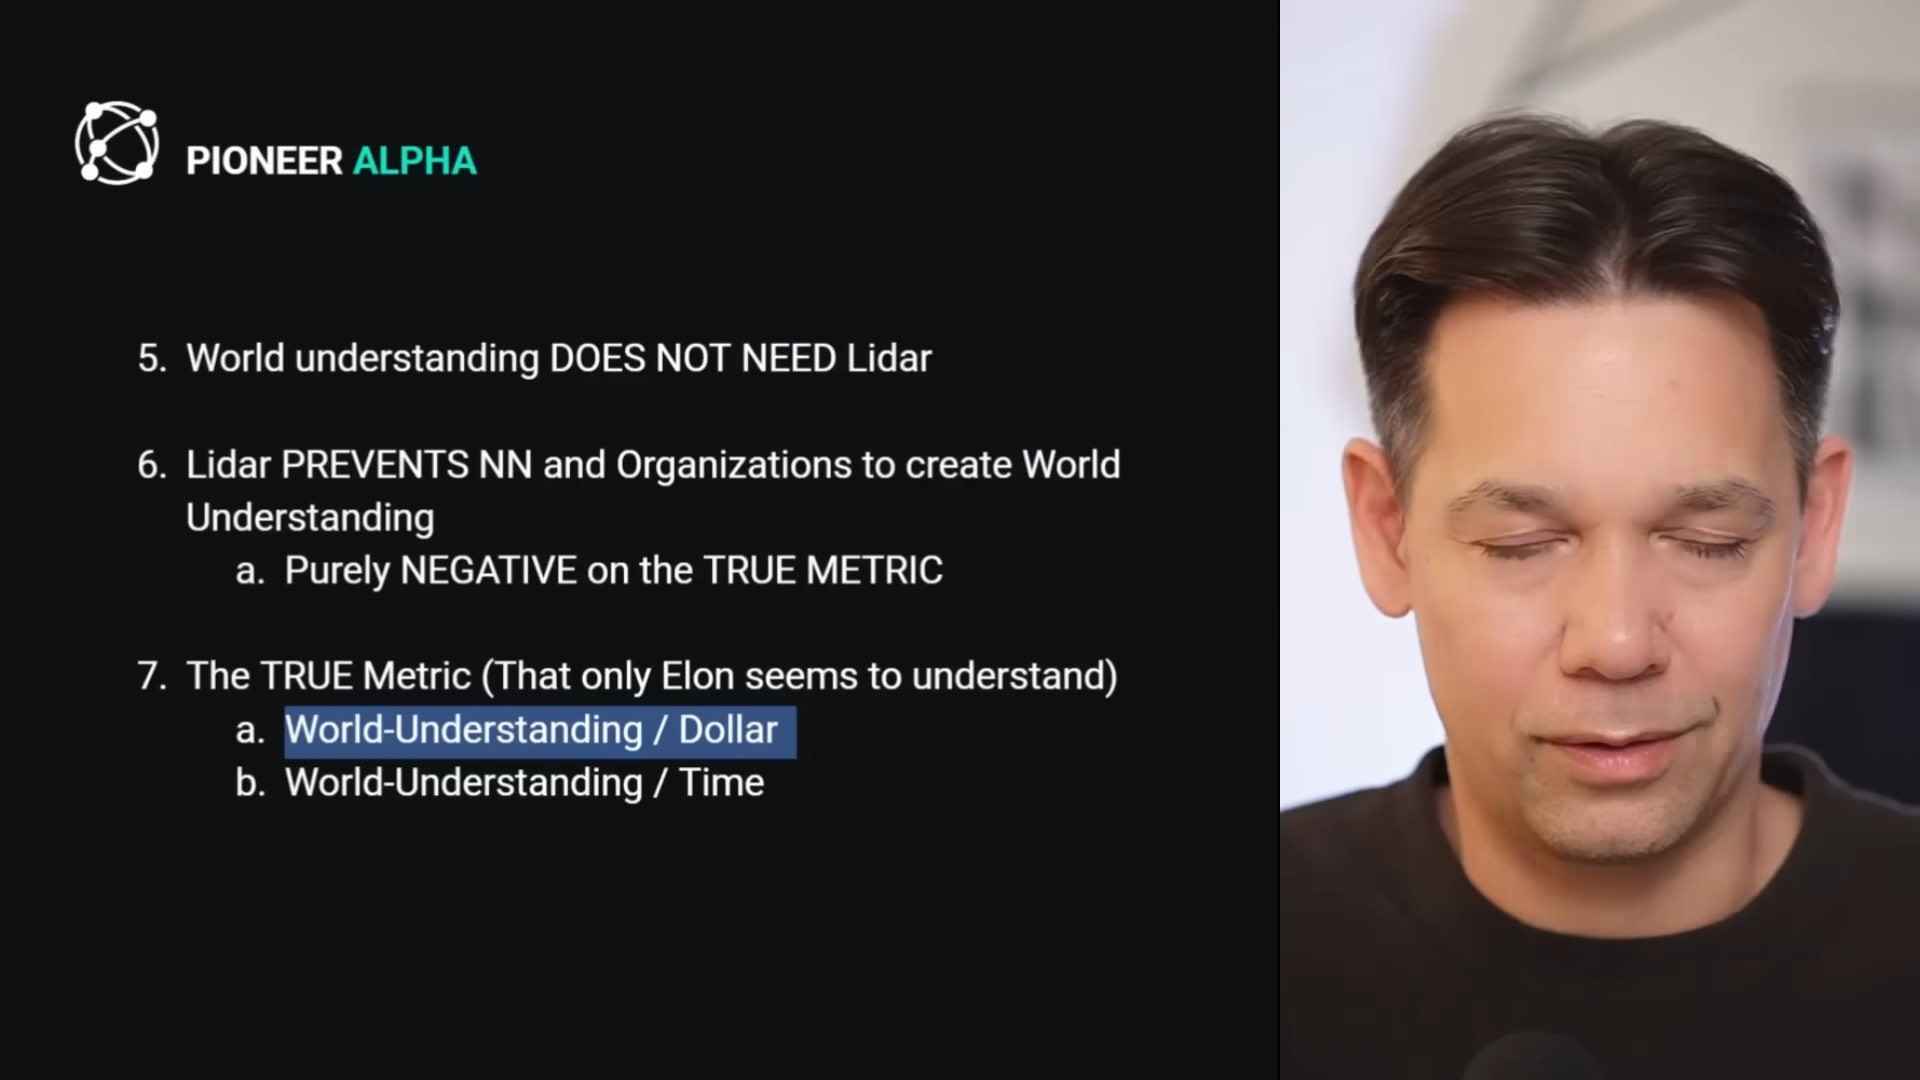 PIONEER ALPHA
5. World understanding DOES NOT NEED Lidar
6. Lidar PREVENTS NN and Organizations to create World
Understanding
a. Purely NEGATIVE on the TRUE METRIC
7. The TRUE Metric (That only Elon seems to understand)
a. World-Understanding / Dollar
b. World-Understanding / Time